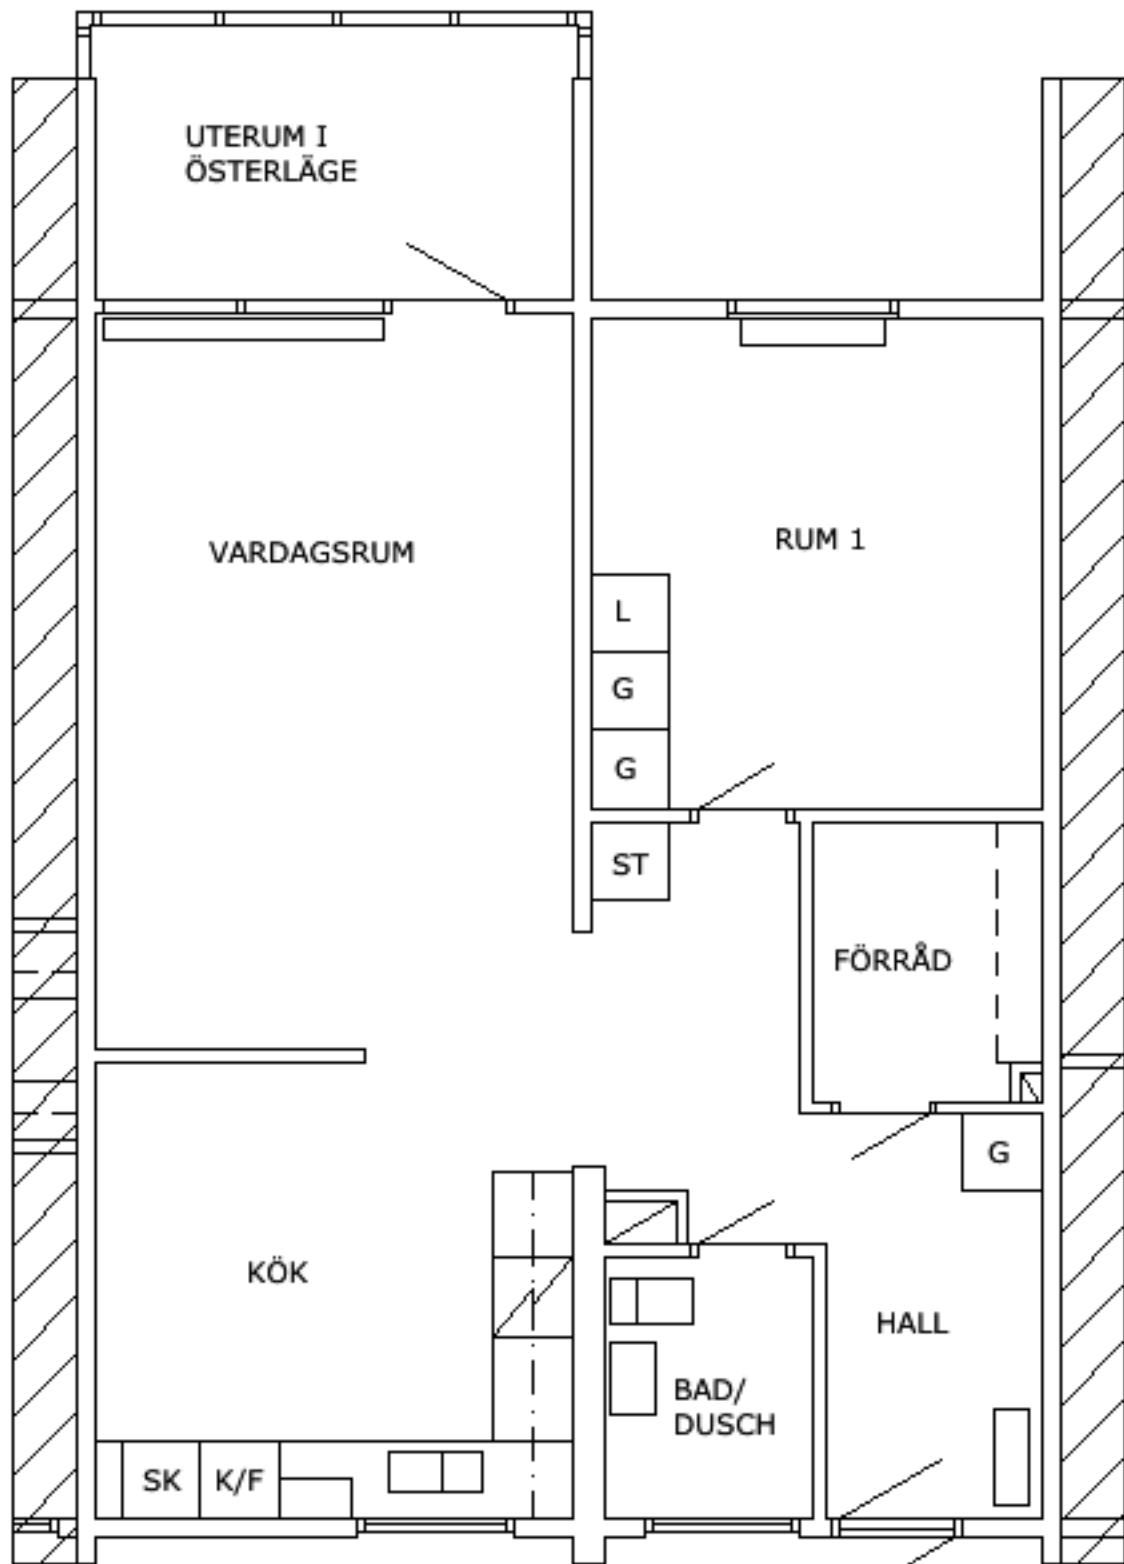 UTERUM I
ÖSTERLÄGE
VARDAGSRUM
RUM 1
L
G
G
ST
FÖRRÅD
G
KÖK
HALL
BAD/
DUSCH
SK
K/F